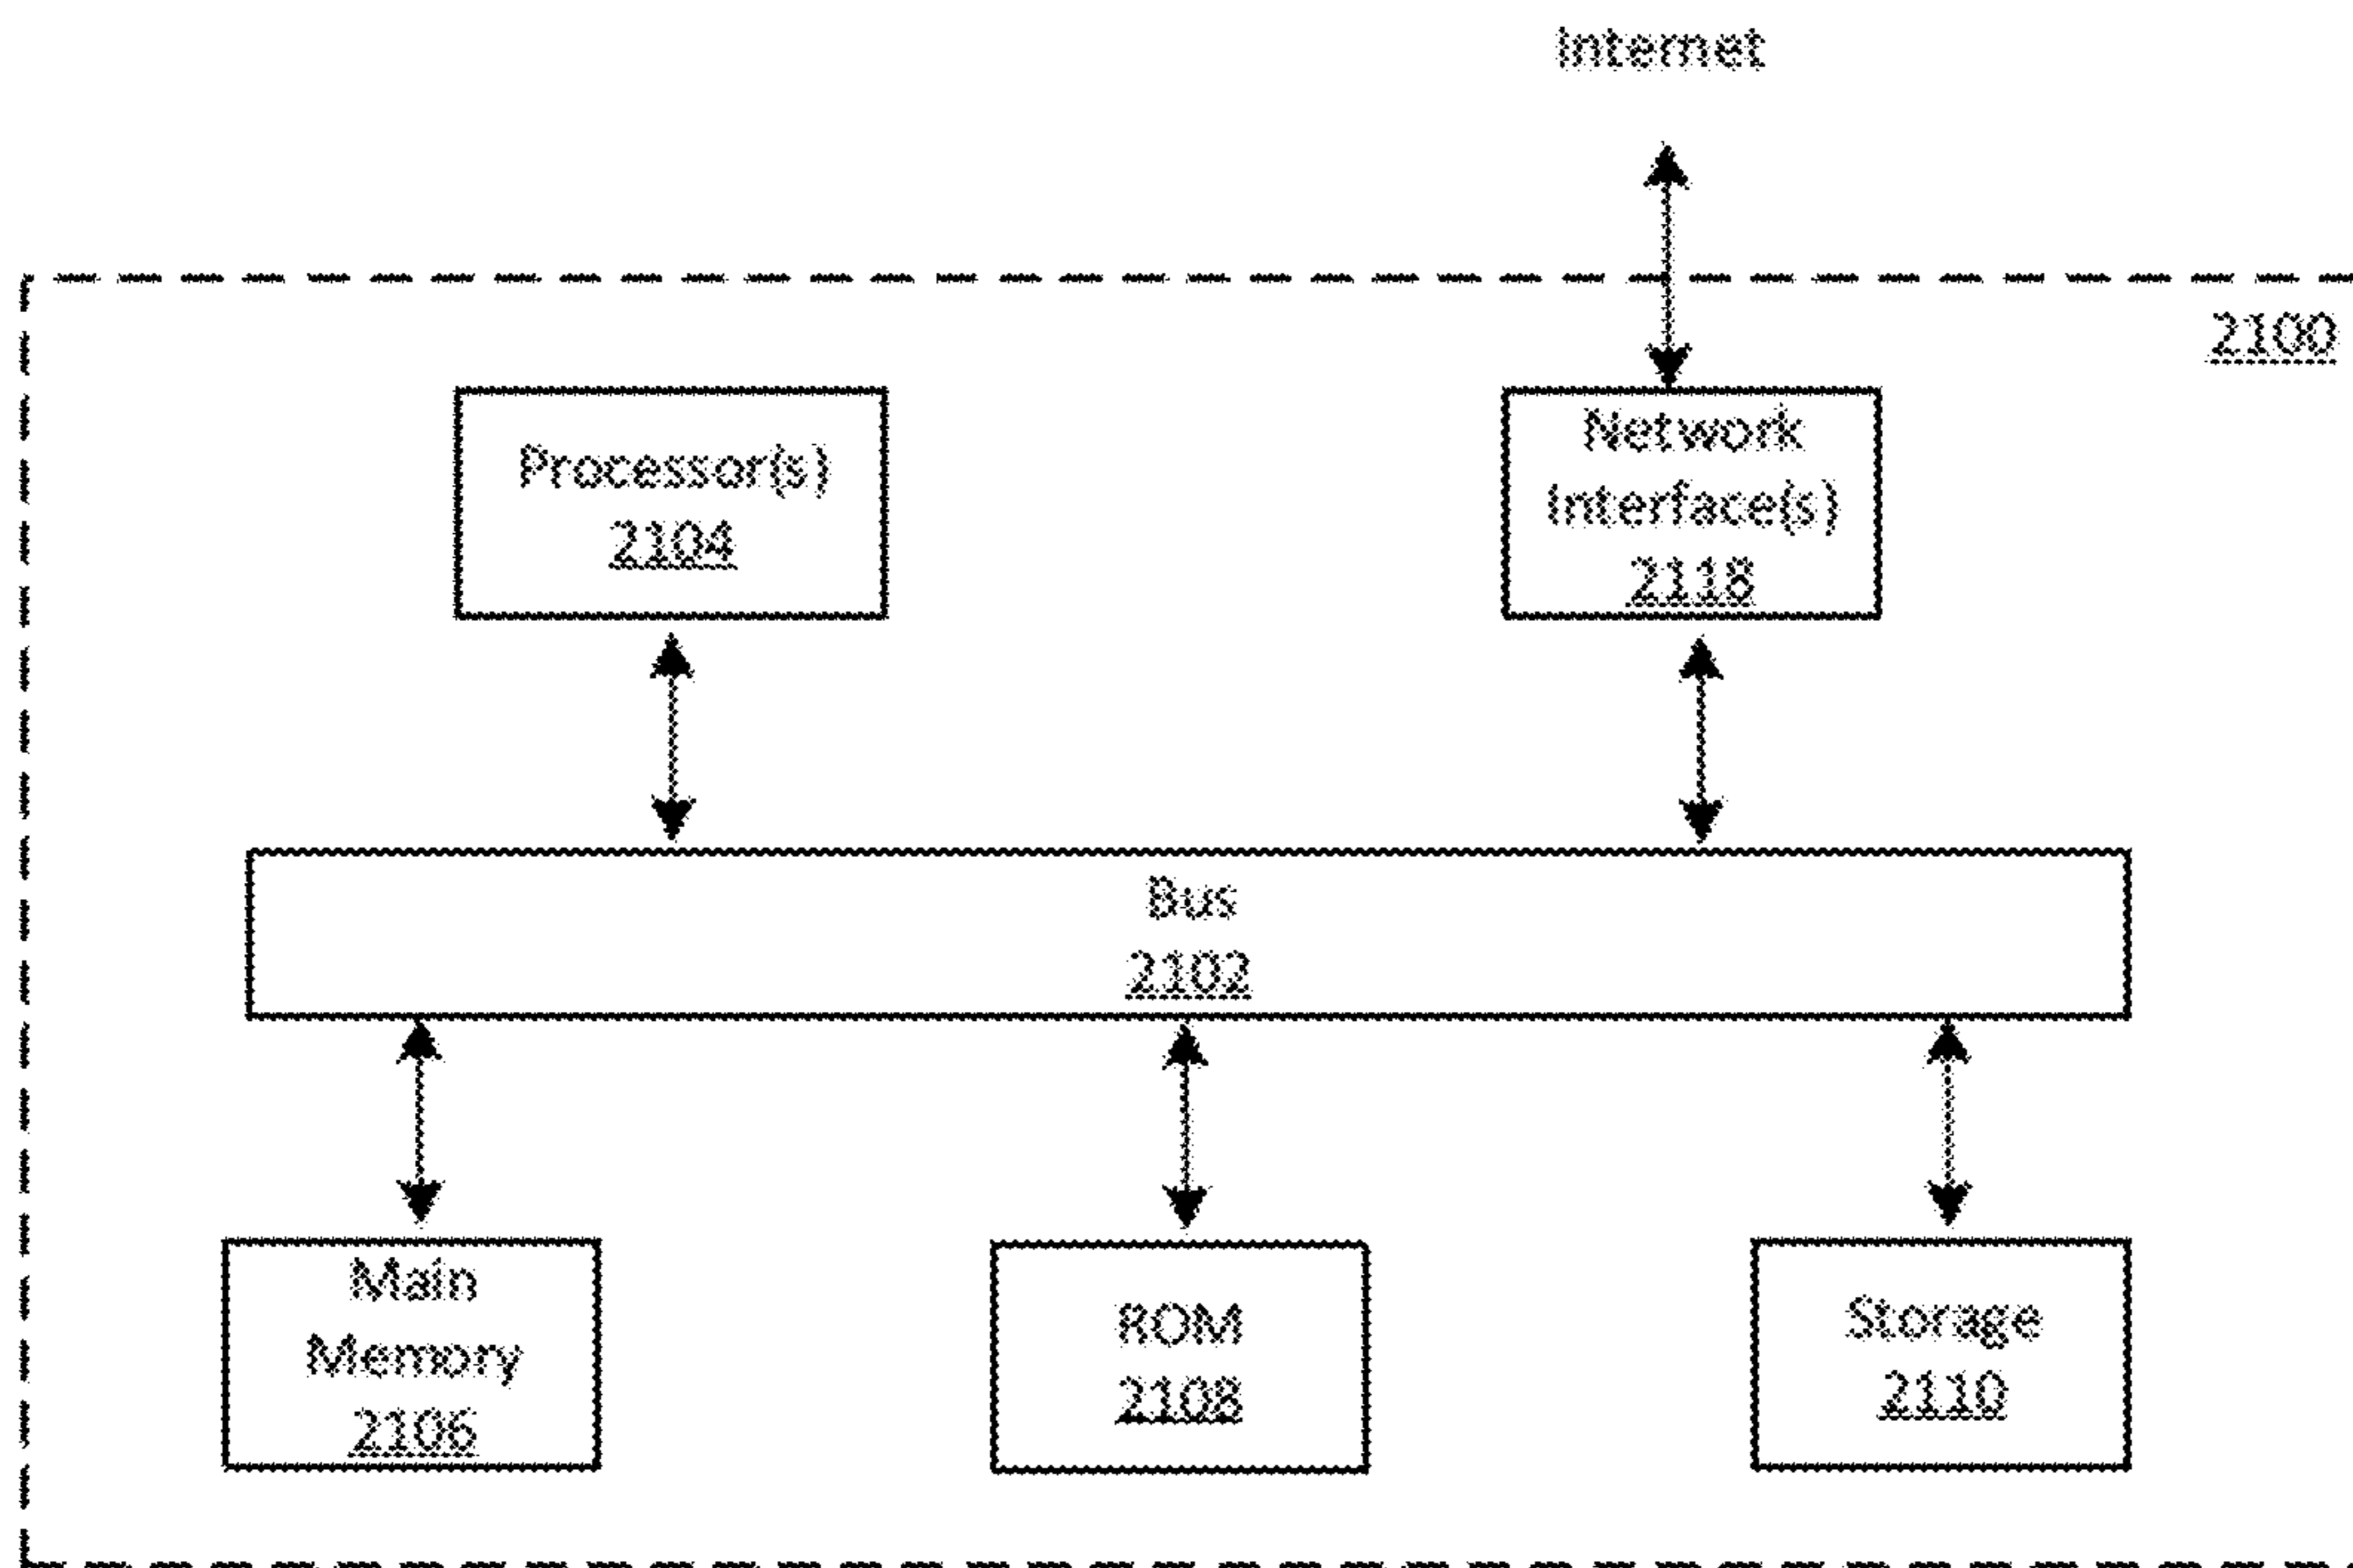 Internet
2100
Processor(s)
2104
Network
Interface(s)
2118
Bus
2102
Main
Memory
2106
ROM
2108
Storage
2110